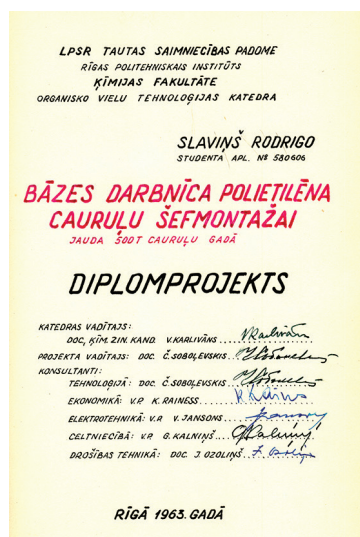 LPSR TAUTAS SAIMNIECĪBAS PADOME
RĪGAS POLITEHNISKAIS INSTITŪTS
ĶĪMIJAS FAKULTĀTE
ORGANISKO VIELU TEHNOLOĢIJAS KATEDRA
SLAVIŅŠ RODRIGO
STUDENTA APL. № 580606
BĀZES DARBNĪCA POLIETILĒNA
CAURUĻU ŠEFMONTAŽAI
JAUDA 500T CAURUĻU GADĀ
DIPLOMPROJEKTS
KATEDRAS VADĪTAJS:
DOC, ĶĪM. ZIN. KAND. V. KARLIVĀNS
PROJEKTA VADĪTAJS: DOC. Č. SOBOĻEVSKIS
KONSULTANTI:
TEHNOLOĢIJĀ: DOC. Č. SOBOĻEVSKIS
EKONOMIKĀ: V.P. K. RAINESS
ELEKTROTEHNIKĀ: V.P. V. JANSONS
CELTNIECĪBĀ: V.P. G. KALNIŅŠ
DROŠĪBAS TEHNIKĀ: DOC. J. OZOLIŅŠ
RĪGĀ 1963. GADĀ